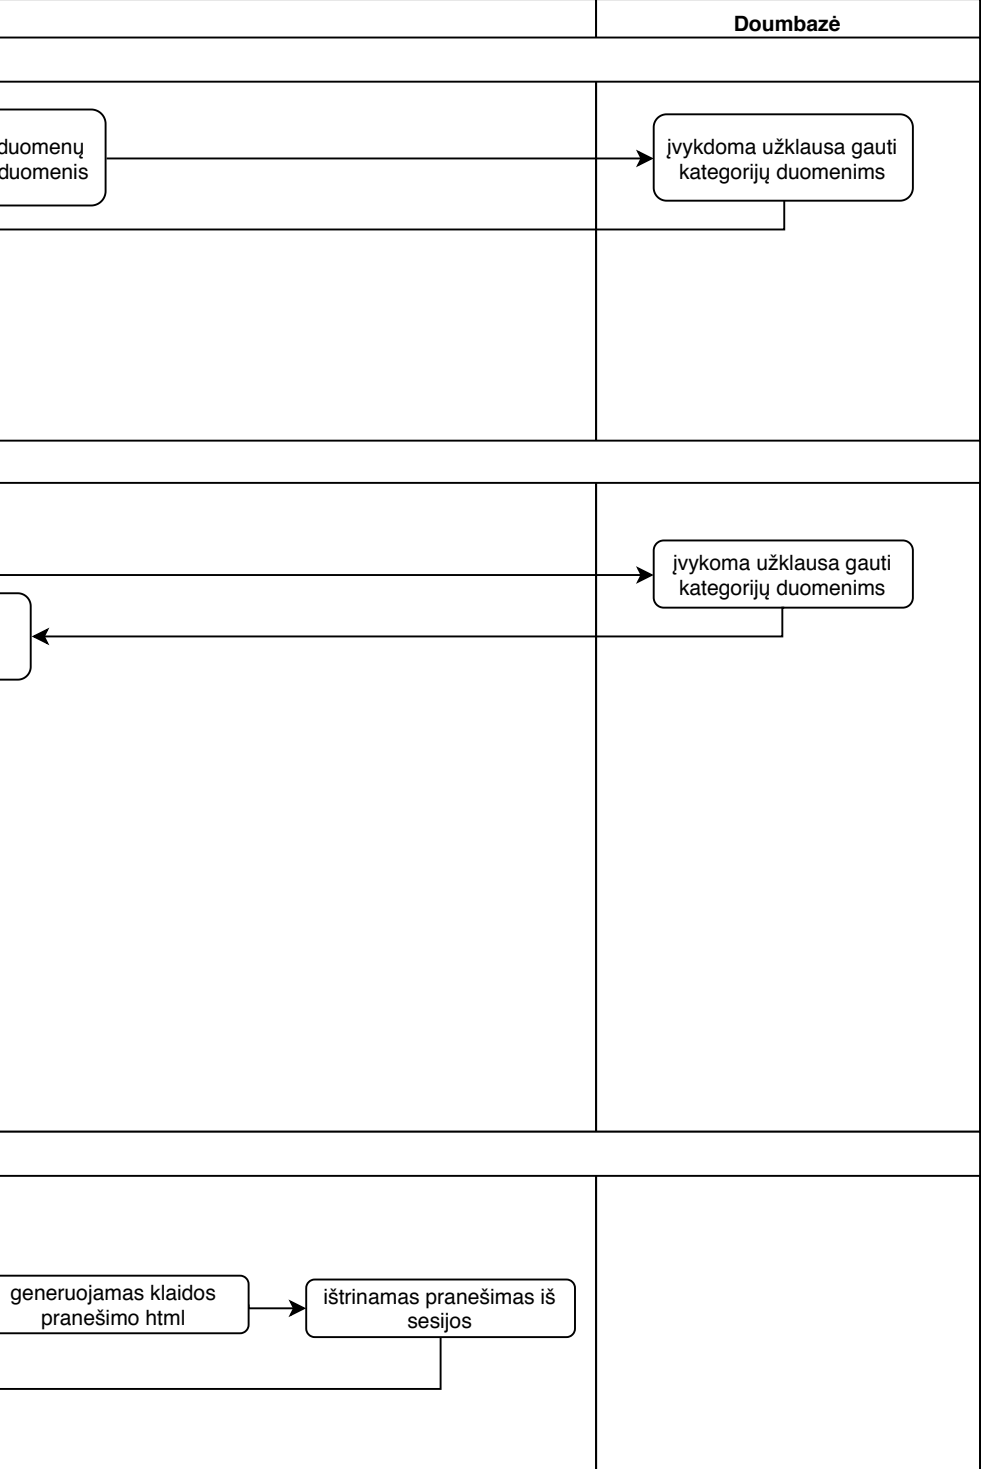 Doumbazė
duomenų
duomenis
įvykdoma užklausa gauti
kategorijų duomenims
įvykoma užklausa gauti
kategorijų duomenims
generuojamas klaidos
pranešimo html
ištrinamas pranešimas iš
sesijos